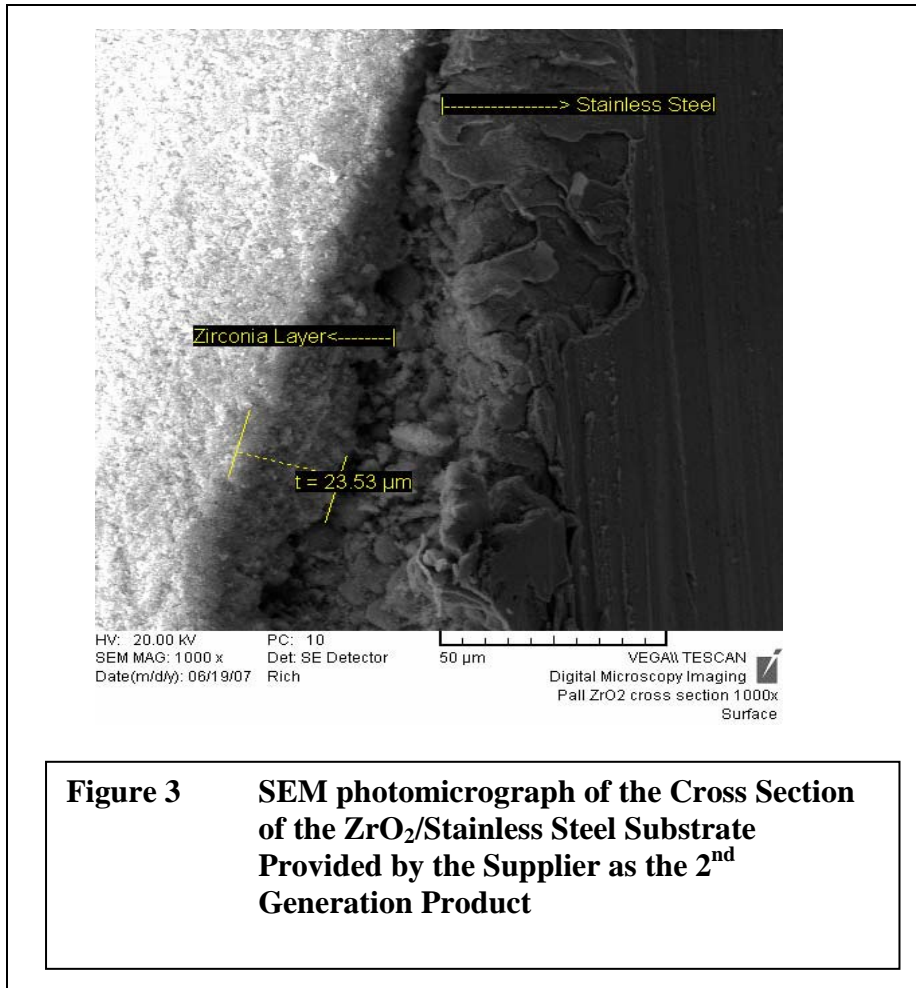 |-----------------> Stainless Steel
Zirconia Layer<--------|
t = 23.53 µm
HV: 20.00 KV
SEM MAG: 1000 x
Date(m/d/y): 06/19/07
PC: 10
Det: SE Detector
Rich
50 µm
VEGA\\ TESCAN
Digital Microscopy Imaging
Pall ZrO2 cross section 1000x
Surface
Figure 3 SEM photomicrograph of the Cross Section
of the ZrO₂/Stainless Steel Substrate
Provided by the Supplier as the 2ⁿᵈ
Generation Product